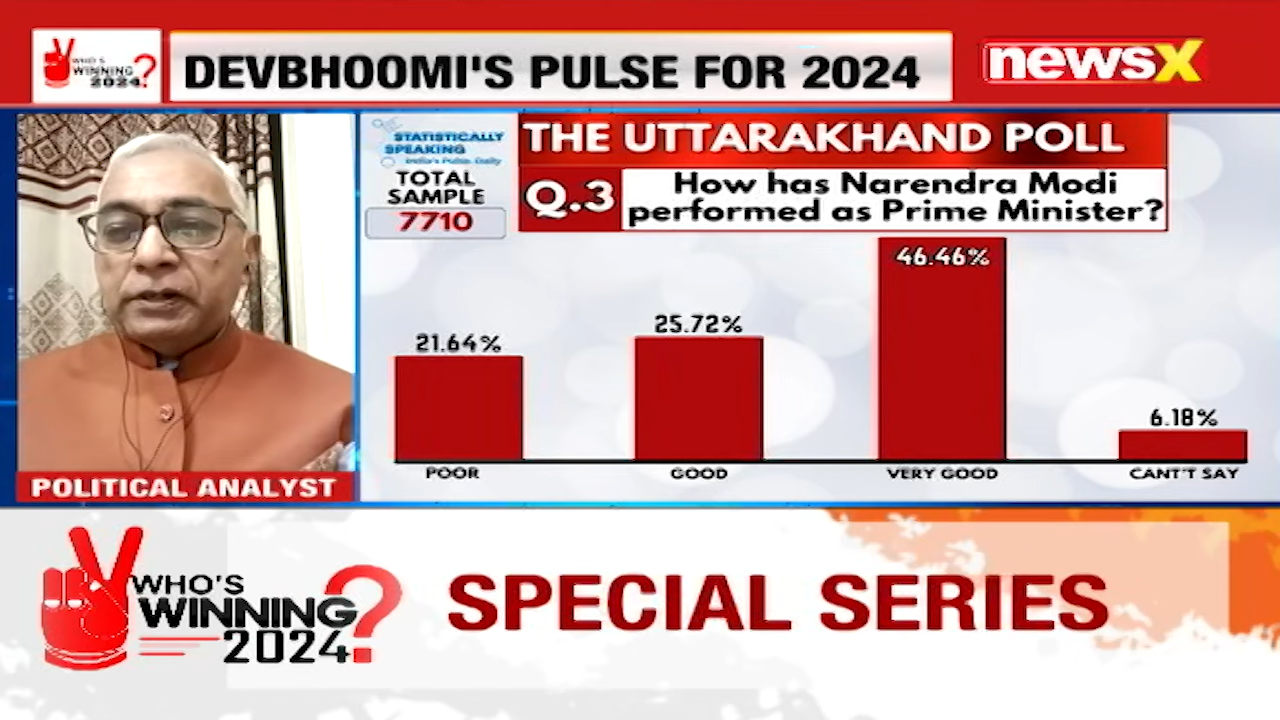 WHO'S
WINNING
2024?
DEVBHOOMI'S PULSE FOR 2024
newsX
STATISTICALLY
SPEAKING
India's Pulse, Daily
TOTAL
SAMPLE
7710
THE UTTARAKHAND POLL
Q.3
How has Narendra Modi
performed as Prime Minister?
21.64%
25.72%
46.46%
6.18%
POOR
GOOD
VERY GOOD
CANT'T SAY
POLITICAL ANALYST
WHO'S
WINNING
2024?
SPECIAL SERIES